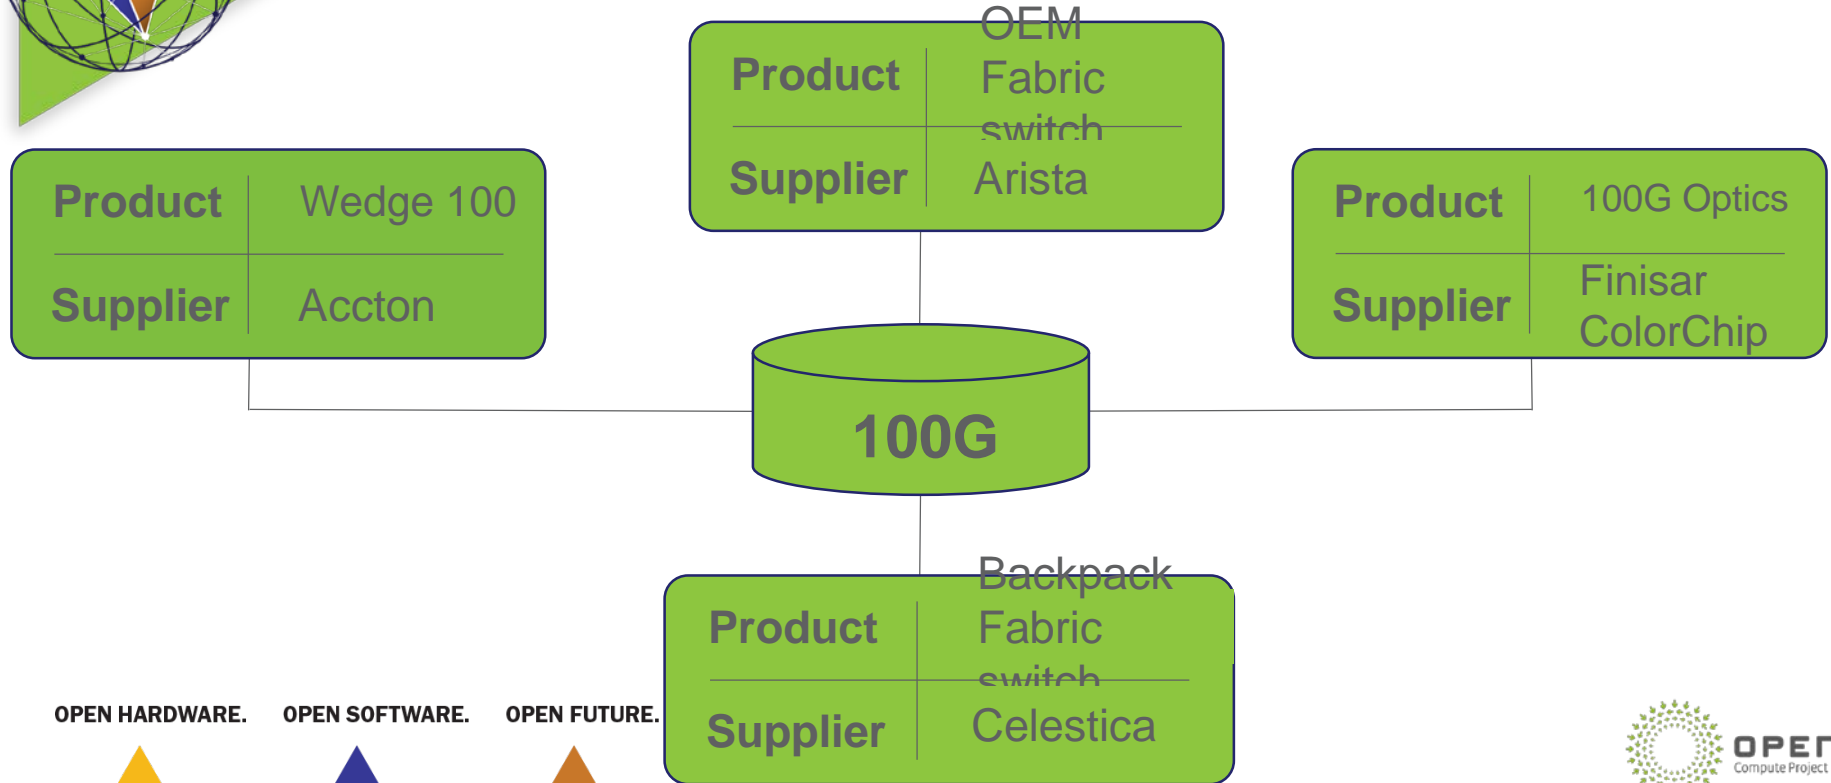 OEM
Fabric
switch
Product
Supplier
Arista
Product
Wedge 100
Supplier
Accton
Product
100G Optics
Supplier
Finisar
ColorChip
100G
Backpack
Fabric
switch
Product
Supplier
Celestica
OPEN HARDWARE.
OPEN SOFTWARE.
OPEN FUTURE.
OPEN
Compute Project